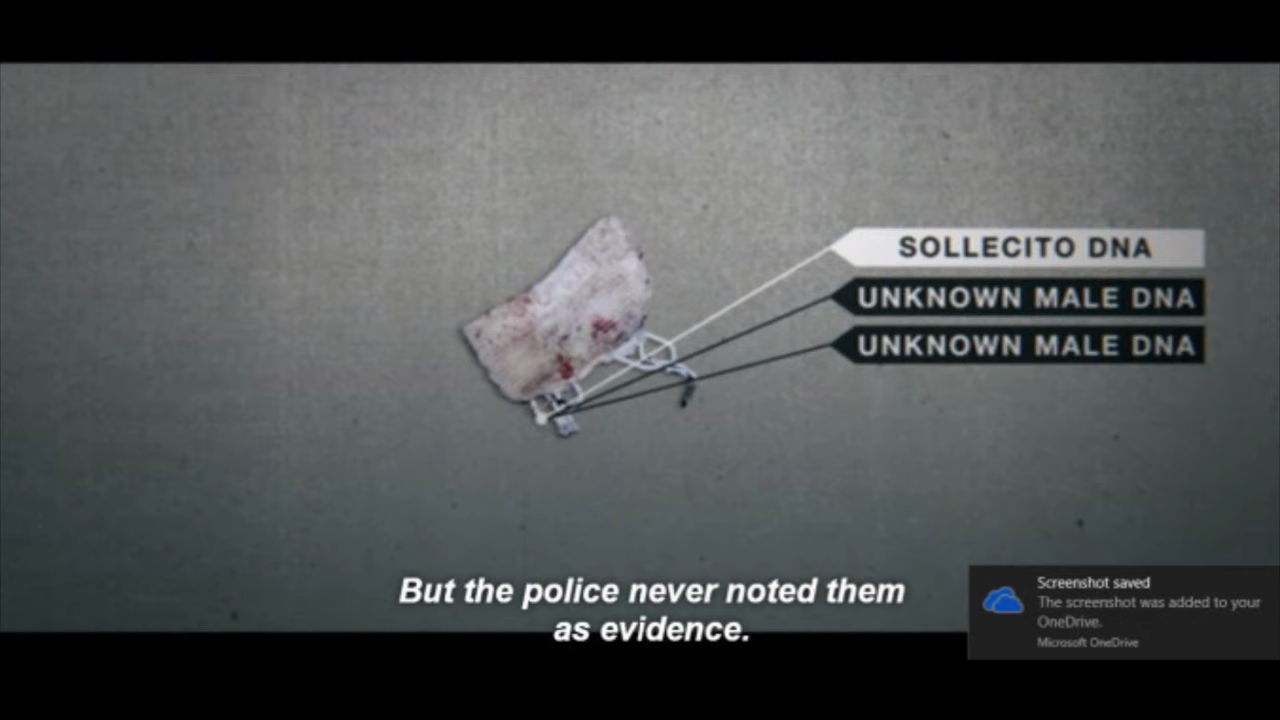 SOLLECITO DNA
UNKNOWN MALE DNA
UNKNOWN MALE DNA
But the police never noted them
as evidence.
Screenshot saved
The screenshot was added to your
OneDrive.
Microsoft OneDrive